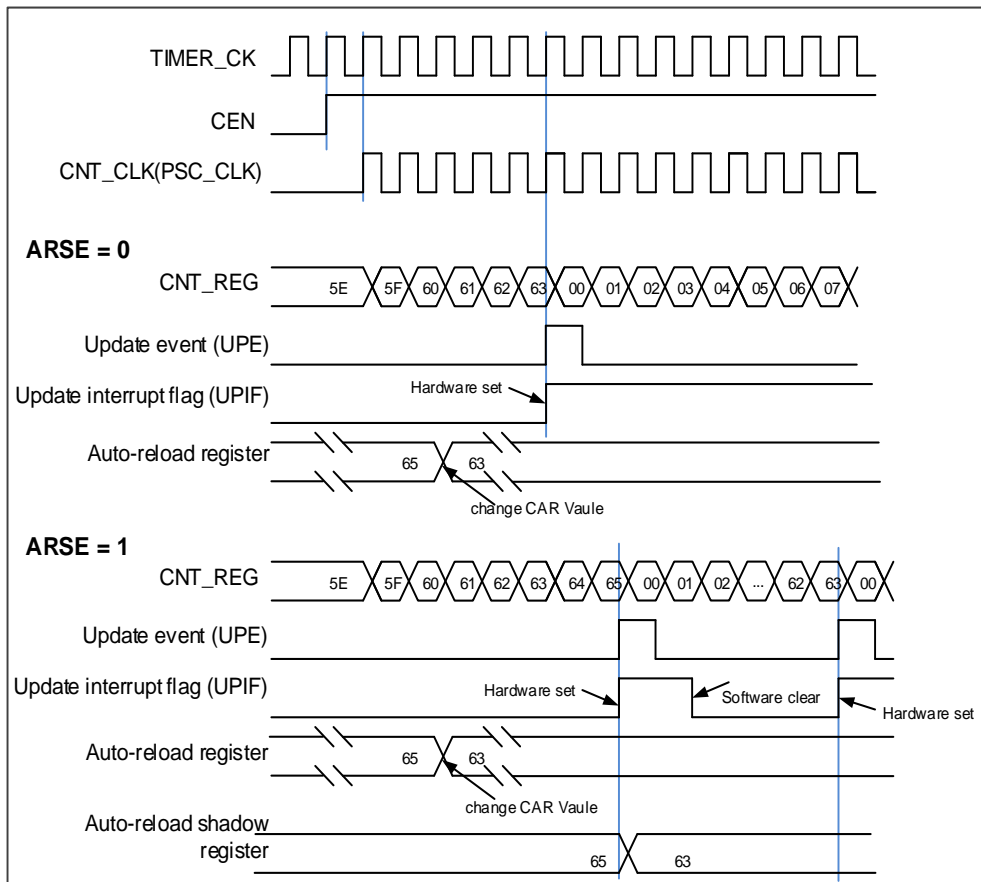 TIMER_CK
CEN
CNT_CLK(PSC_CLK)
ARSE = 0
CNT_REG
5E 5F 60 61 62 63 00 01 02 03 04 05 06 07
Update event (UPE)
Update interrupt flag (UPIF)
Hardware set
Auto-reload register
65 63
change CAR Vaule
ARSE = 1
CNT_REG
5E 5F 60 61 62 63 64 65 00 01 02 ... 62 63 00
Update event (UPE)
Update interrupt flag (UPIF)
Hardware set
Software clear
Hardware set
Auto-reload register
65 63
change CAR Vaule
Auto-reload shadow
register
65 63